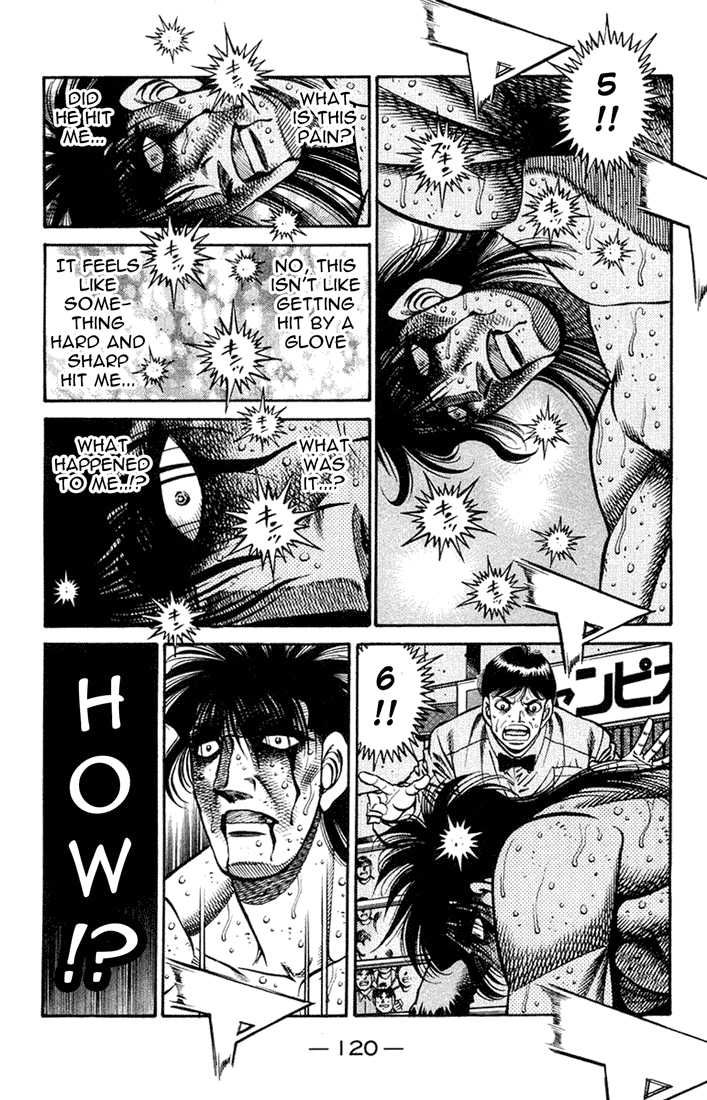 5
!!
WHAT
IS THIS
PAIN?
DID
HE HIT
ME...
NO, THIS
ISN'T LIKE
GETTING
HIT BY A
GLOVE
IT FEELS
LIKE
SOME-
THING
HARD AND
SHARP
HIT ME...
WHAT
WAS
IT...?
WHAT
HAPPENED
TO ME..!?
6
!!
ャンピオ
HOW!?
— 120 —